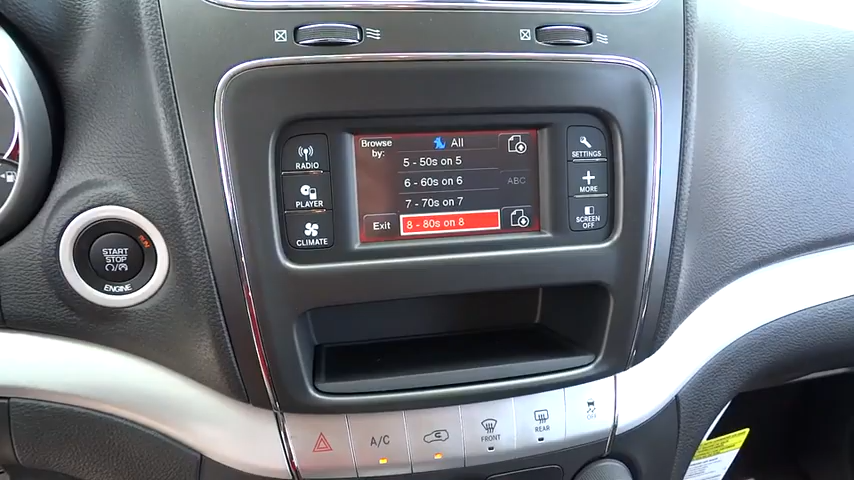 RADIO
PLAYER
CLIMATE
Browse by:
All
5 - 50s on 5
6 - 60s on 6
7 - 70s on 7
8 - 80s on 8
ABC
Exit
SETTINGS
MORE
SCREEN
OFF
START
STOP
ENGINE
A/C
FRONT
REAR
OFF